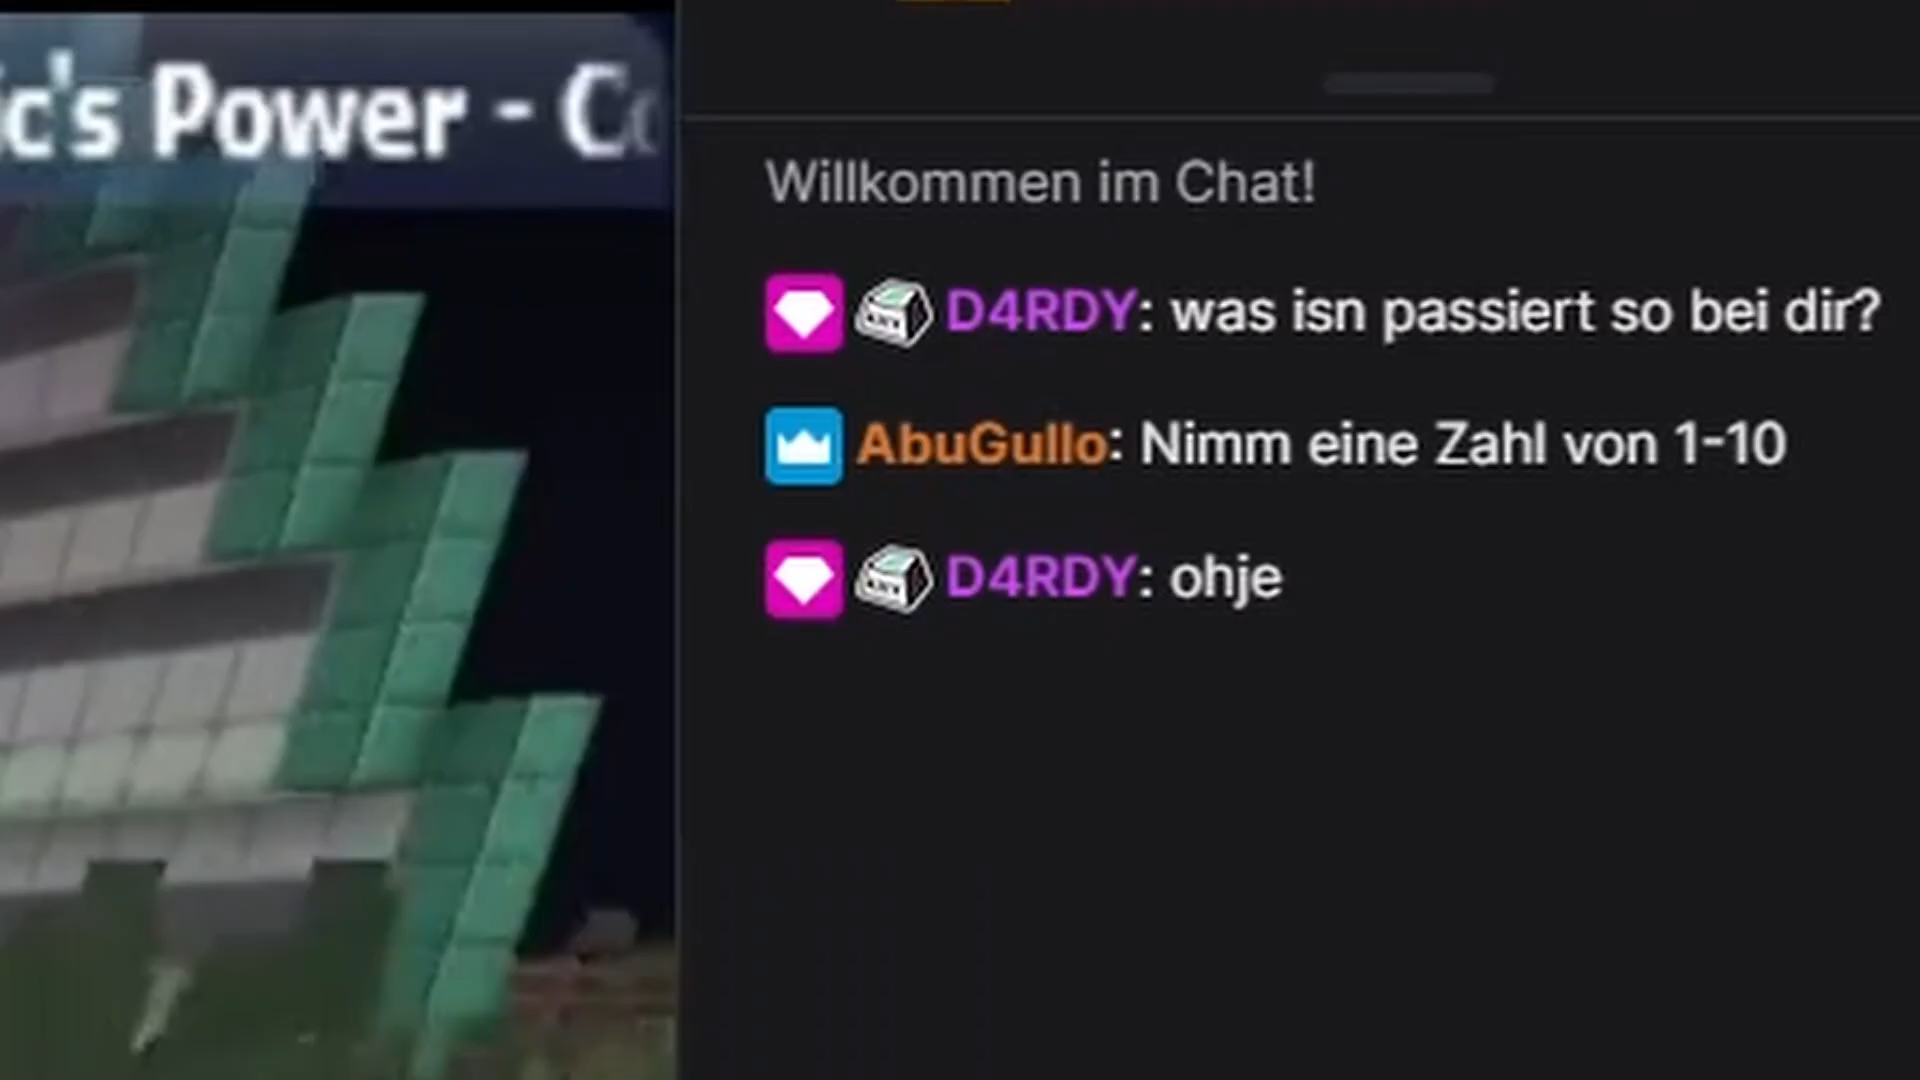 ic's Power - C
Willkommen im Chat!
D4RDY: was isn passiert so bei dir?
AbuGullo: Nimm eine Zahl von 1-10
D4RDY: ohje